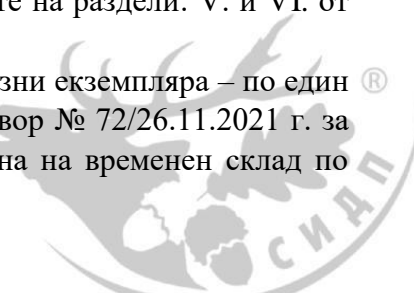 те на раздели. V. и VI. от
зни екземпляра – по един ®
вор № 72/26.11.2021 г. за
на на временен склад по
СИДП